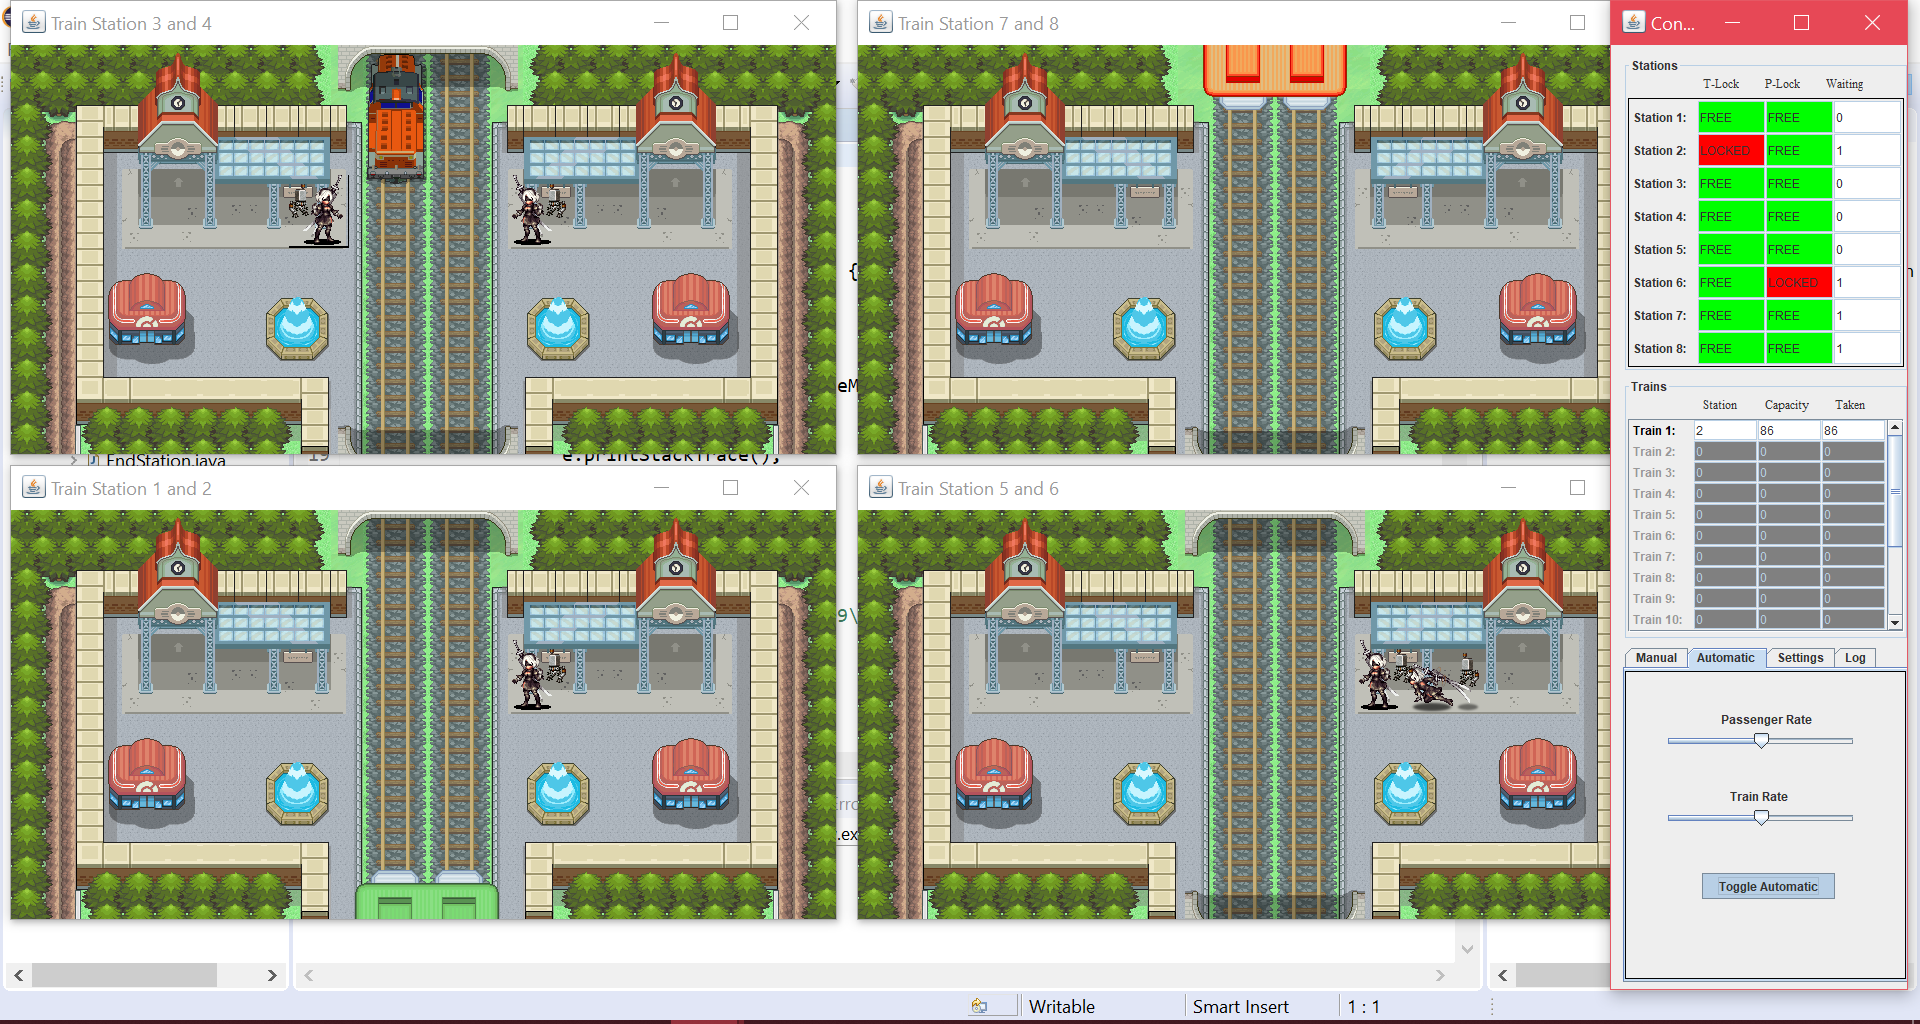 Train Station 3 and 4
Train Station 7 and 8
Con...
Stations
T-Lock P-Lock Waiting
Station 1: FREE FREE 0
Station 2: LOCKED FREE 1
Station 3: FREE FREE 0
Station 4: FREE FREE 0
Station 5: FREE FREE 0
Station 6: FREE LOCKED 1
Station 7: FREE FREE 1
Station 8: FREE FREE 1
{
eM
EndStation.java
19
e.printStackTrace();
Trains
Station Capacity Taken
Train 1: 2 86 86
Train 2: 0 0 0
Train 3: 0 0 0
Train 4: 0 0 0
Train 5: 0 0 0
Train 6: 0 0 0
Train 7: 0 0 0
Train 8: 0 0 0
Train 9: 0 0 0
Train 10: 0 0 0
Train Station 1 and 2
Train Station 5 and 6
9\
rro
.ex
Manual Automatic Settings Log
Passenger Rate
Train Rate
Toggle Automatic
Writable
Smart Insert
1 : 1